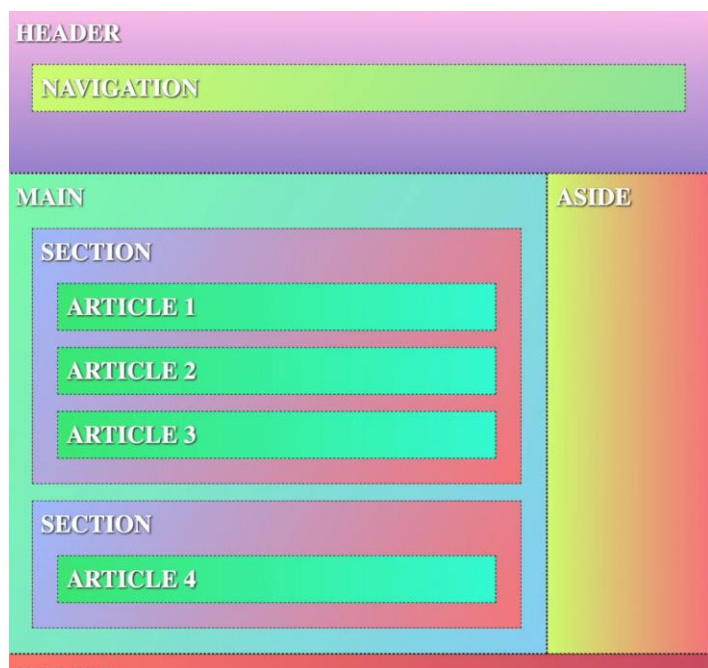 HEADER
NAVIGATION
MAIN
SECTION
ARTICLE 1
ARTICLE 2
ARTICLE 3
SECTION
ARTICLE 4
ASIDE